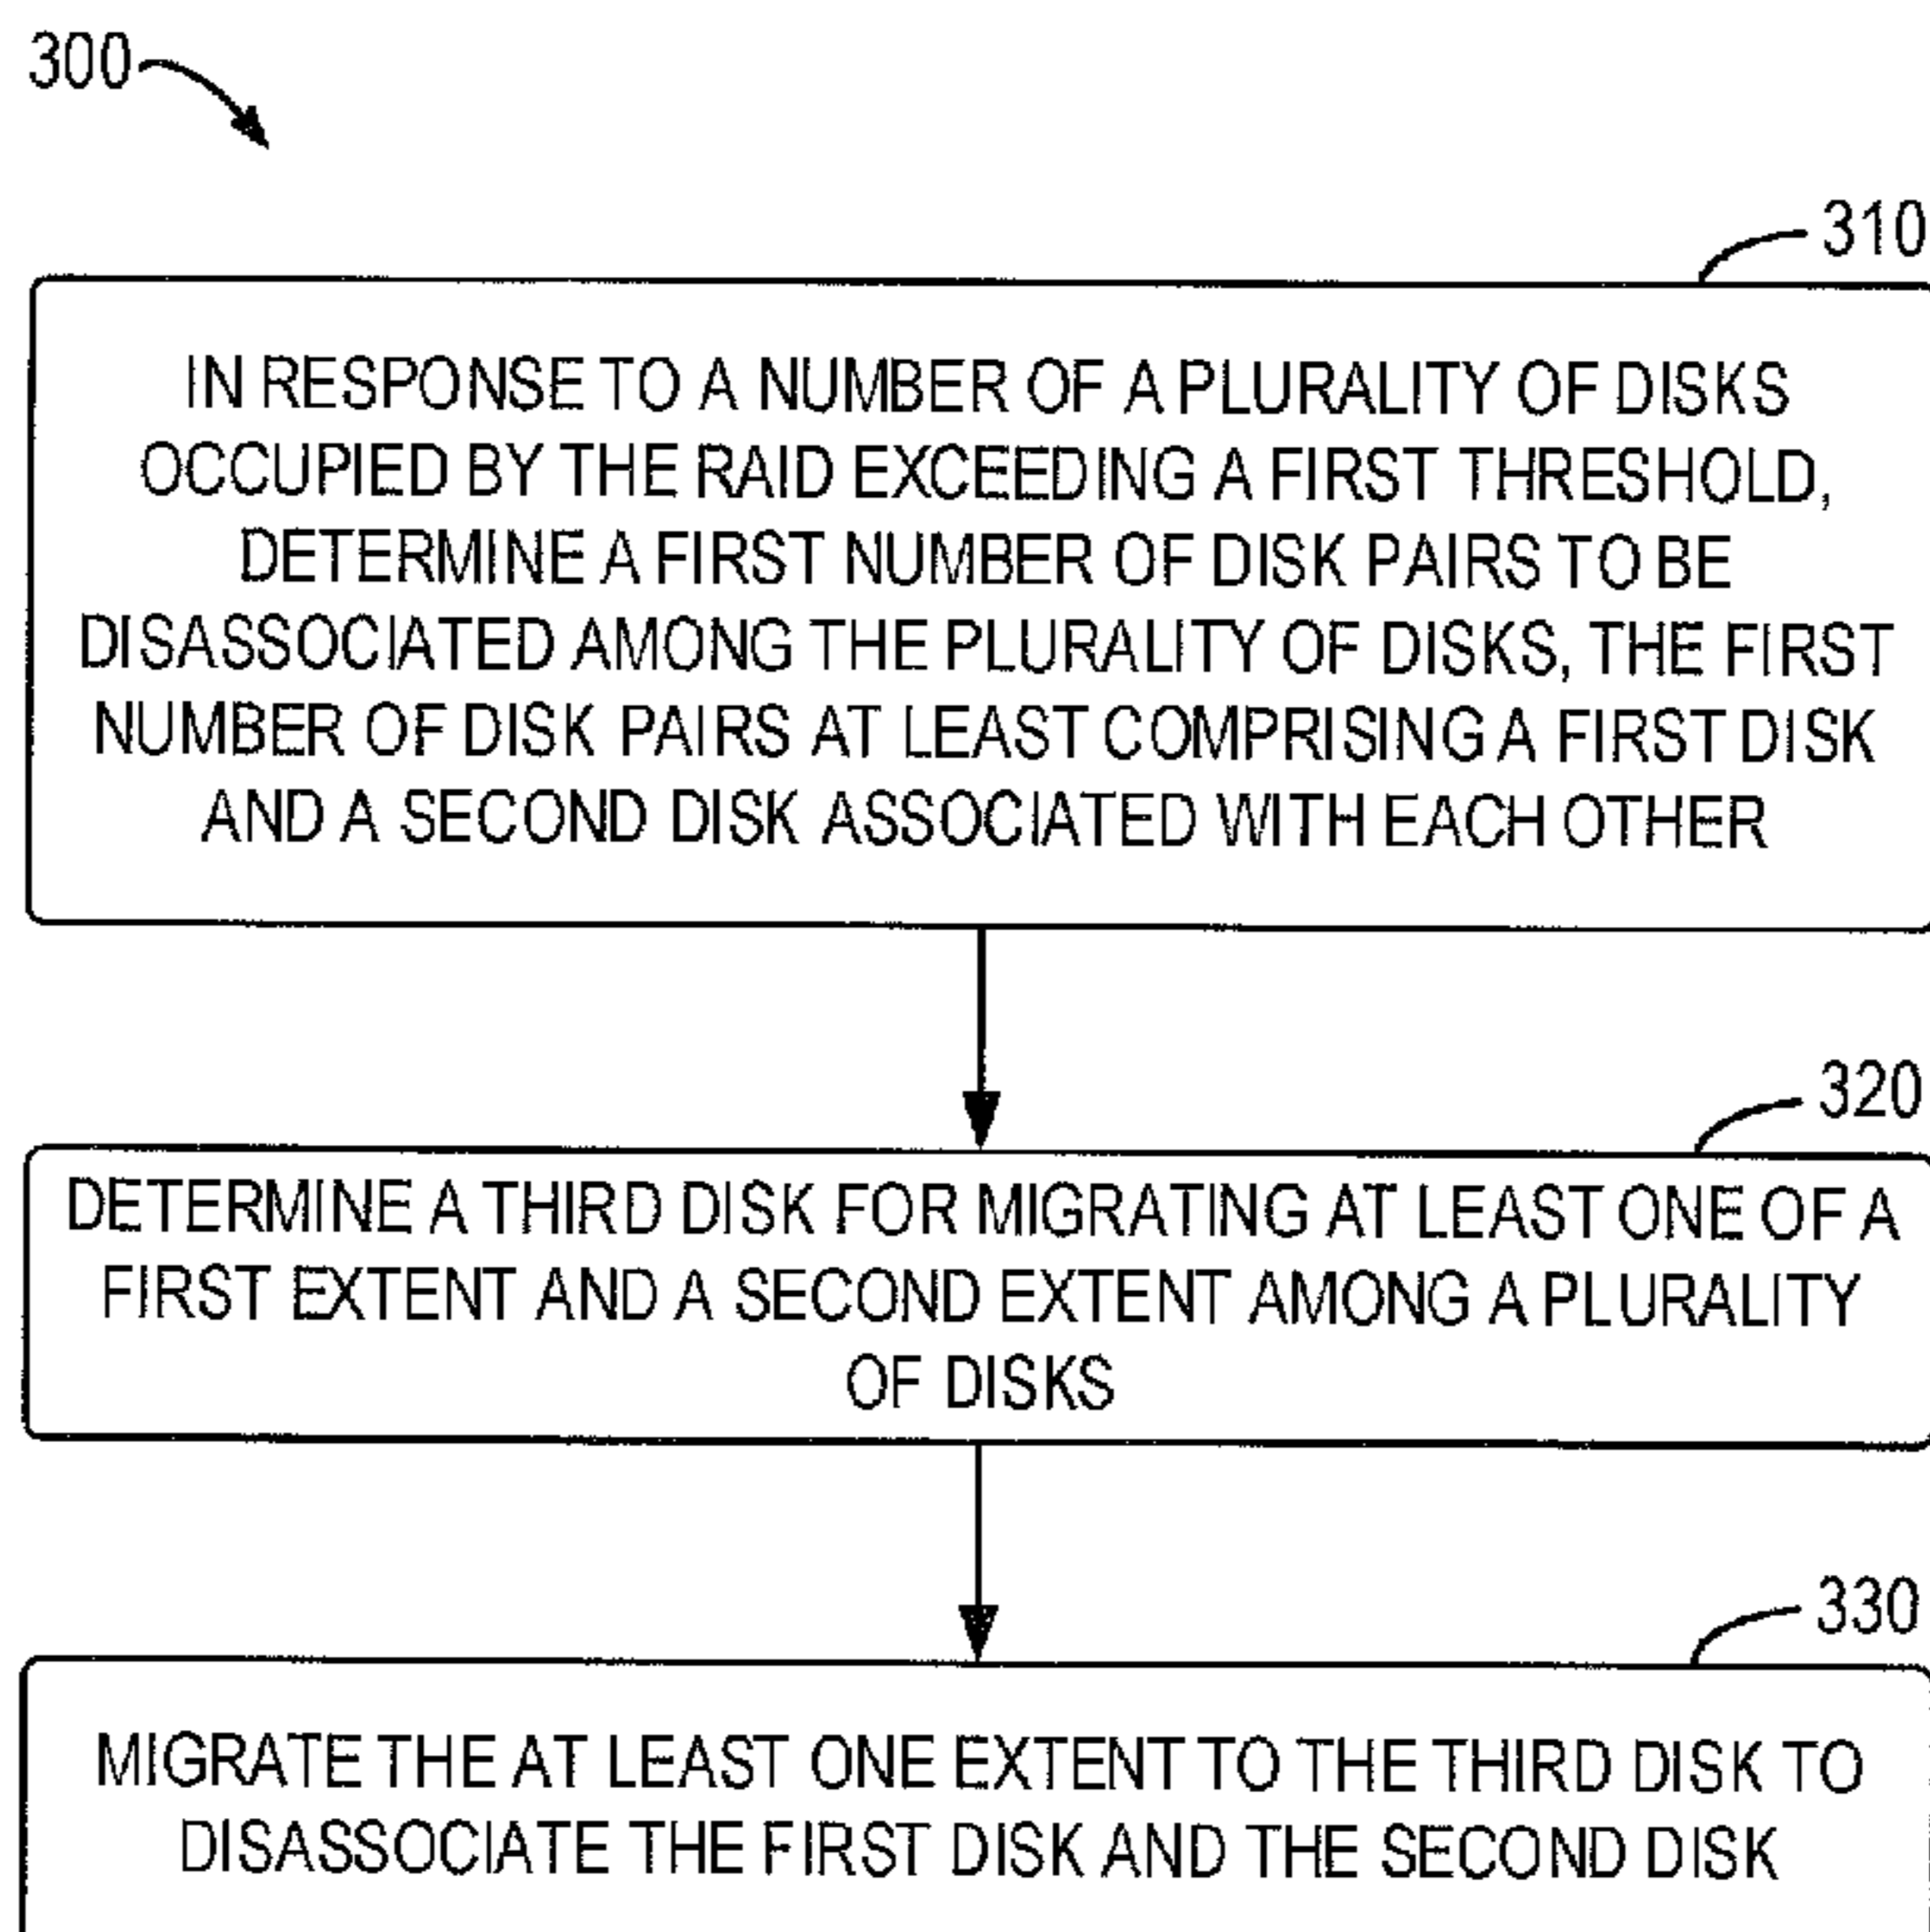 300
310
IN RESPONSE TO A NUMBER OF A PLURALITY OF DISKS
OCCUPIED BY THE RAID EXCEEDING A FIRST THRESHOLD,
DETERMINE A FIRST NUMBER OF DISK PAIRS TO BE
DISASSOCIATED AMONG THE PLURALITY OF DISKS, THE FIRST
NUMBER OF DISK PAIRS AT LEAST COMPRISING A FIRST DISK
AND A SECOND DISK ASSOCIATED WITH EACH OTHER
320
DETERMINE A THIRD DISK FOR MIGRATING AT LEAST ONE OF A
FIRST EXTENT AND A SECOND EXTENT AMONG A PLURALITY
OF DISKS
330
MIGRATE THE AT LEAST ONE EXTENT TO THE THIRD DISK TO
DISASSOCIATE THE FIRST DISK AND THE SECOND DISK